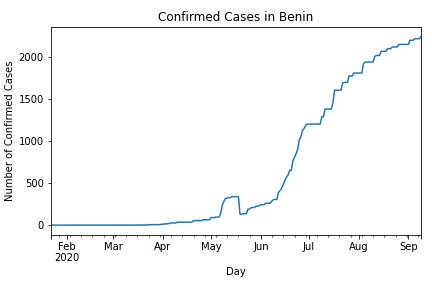 Confirmed Cases in Benin
Number of Confirmed Cases
2000
1500
1000
500
0
Feb Mar Apr May Jun Jul Aug Sep
2020
Day